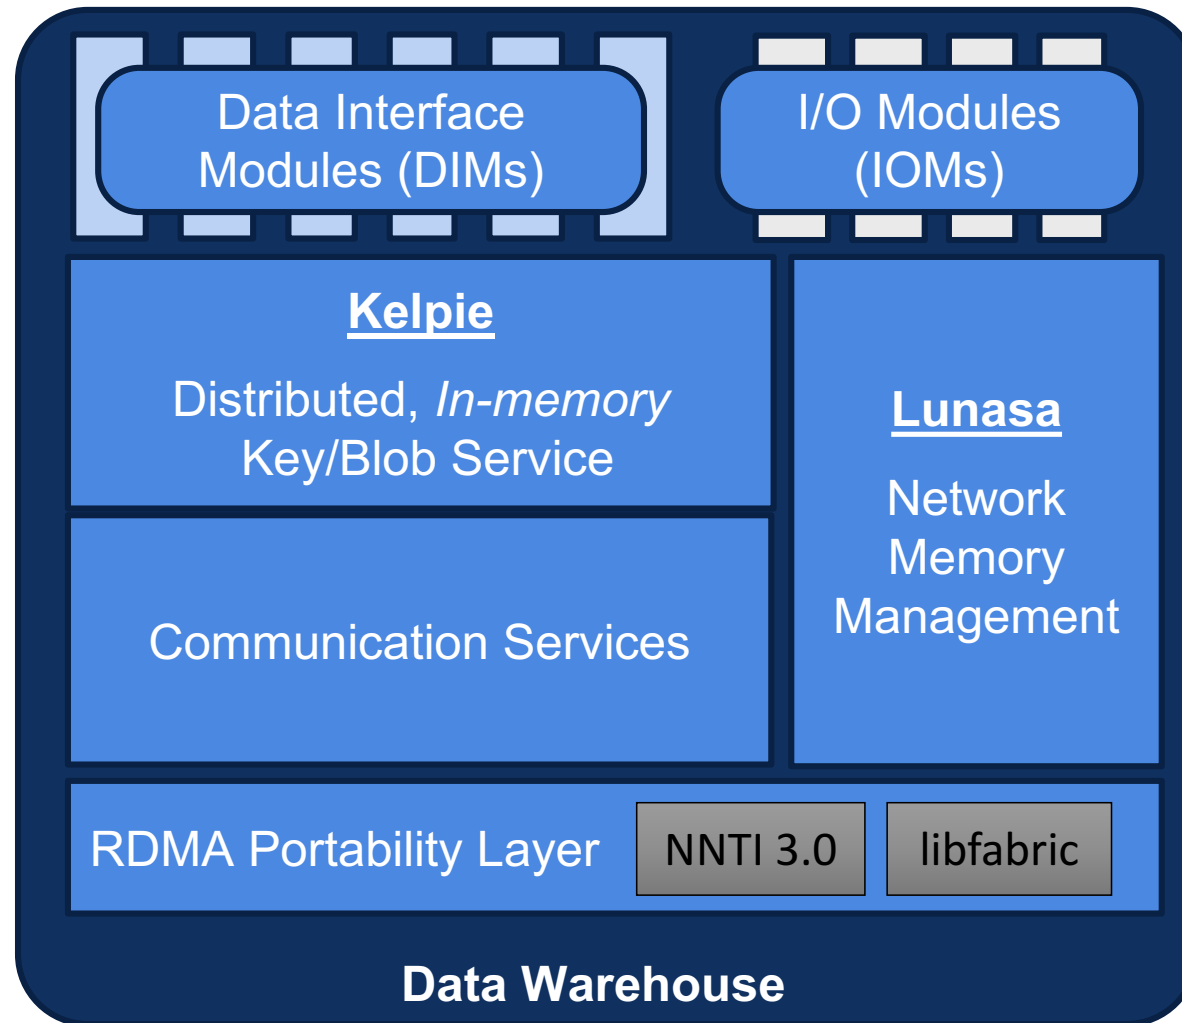 Data Interface
Modules (DIMs)
I/O Modules
(IOMs)
Kelpie
Distributed, In-memory
Key/Blob Service
Lunasa
Network
Memory
Management
Communication Services
RDMA Portability Layer
NNTI 3.0
libfabric
Data Warehouse